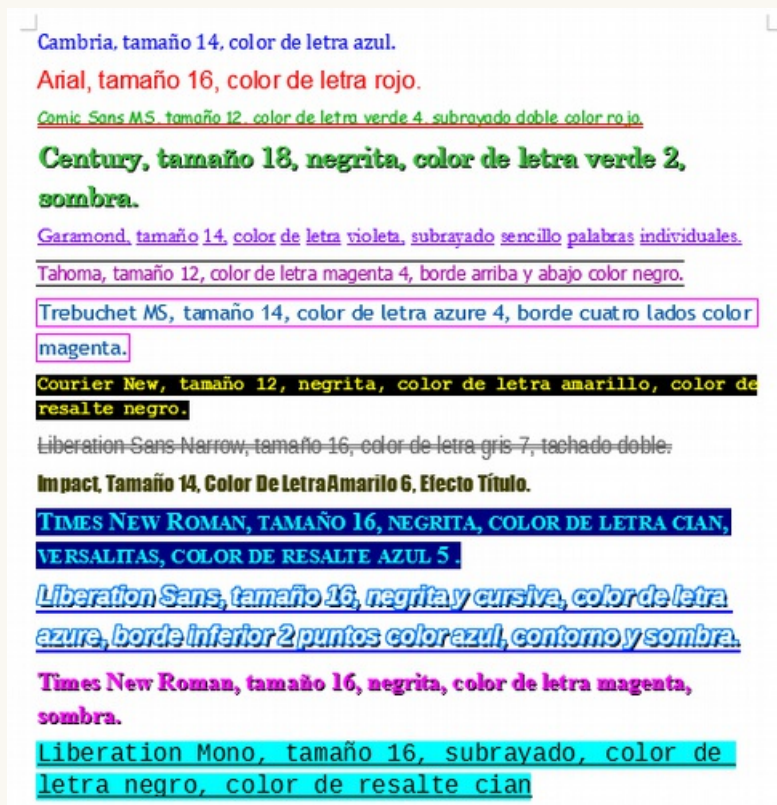 Cambria, tamaño 14, color de letra azul.
Arial, tamaño 16, color de letra rojo.
Comic Sans MS, tamaño 12, color de letra verde 4, subrayado doble color rojo.
Century, tamaño 18, negrita, color de letra verde 2,
sombra.
Garamond, tamaño 14, color de letra violeta, subrayado sencillo palabras individuales.
Tahoma, tamaño 12, color de letra magenta 4, borde arriba y abajo color negro.
Trebuchet MS, tamaño 14, color de letra azure 4, borde cuatro lados color
magenta.
Courier New, tamaño 12, negrita, color de letra amarillo, color de
resalte negro.
Liberation Sans Narrow, tamaño 16, color de letra gris 7, tachado doble.
Impact, Tamaño 14, Color De Letra Amarilo 6, Efecto Título.
TIMES NEW ROMAN, TAMAÑO 16, NEGRITA, COLOR DE LETRA CIAN,
VERSALITAS, COLOR DE RESALTE AZUL 5 .
Liberation Sans, tamaño 16, negrita y cursiva, color de letra
azure, borde inferior 2 puntos color azul, contorno y sombra.
Times New Roman, tamaño 16, negrita, color de letra magenta,
sombra.
Liberation Mono, tamaño 16, subrayado, color de
letra negro, color de resalte cian